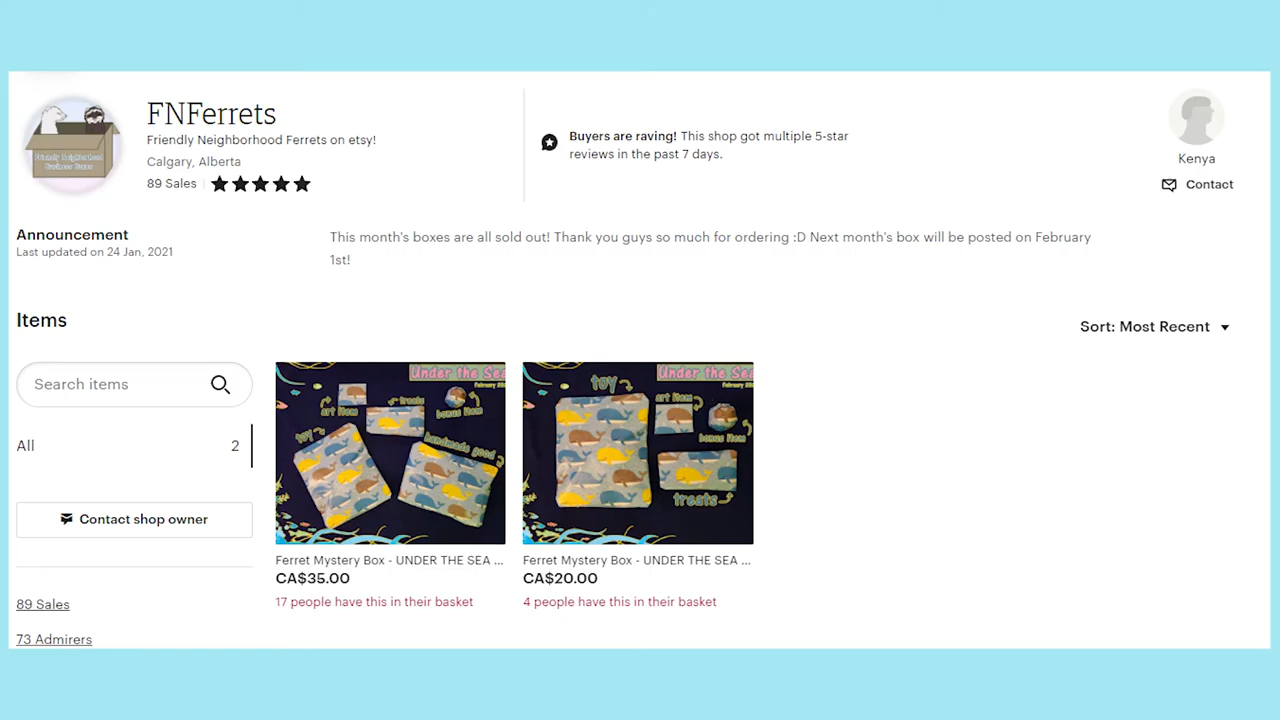 FNFerrets
Friendly Neighborhood Ferrets on etsy!
Calgary, Alberta
89 Sales
Friendly Neighborhood
Business Boxes
Buyers are raving! This shop got multiple 5-star
reviews in the past 7 days.
Kenya
Contact
Announcement
Last updated on 24 Jan, 2021
This month's boxes are all sold out! Thank you guys so much for ordering :D Next month's box will be posted on February
1st!
Items
Sort: Most Recent
Search items
All 2
Contact shop owner
89 Sales
73 Admirers
Under the Sea
art item
treats
bonus item
toy
handmade good
Ferret Mystery Box - UNDER THE SEA ...
CA$35.00
17 people have this in their basket
Under the Sea
toy
art item
bonus item
treats
Ferret Mystery Box - UNDER THE SEA ...
CA$20.00
4 people have this in their basket